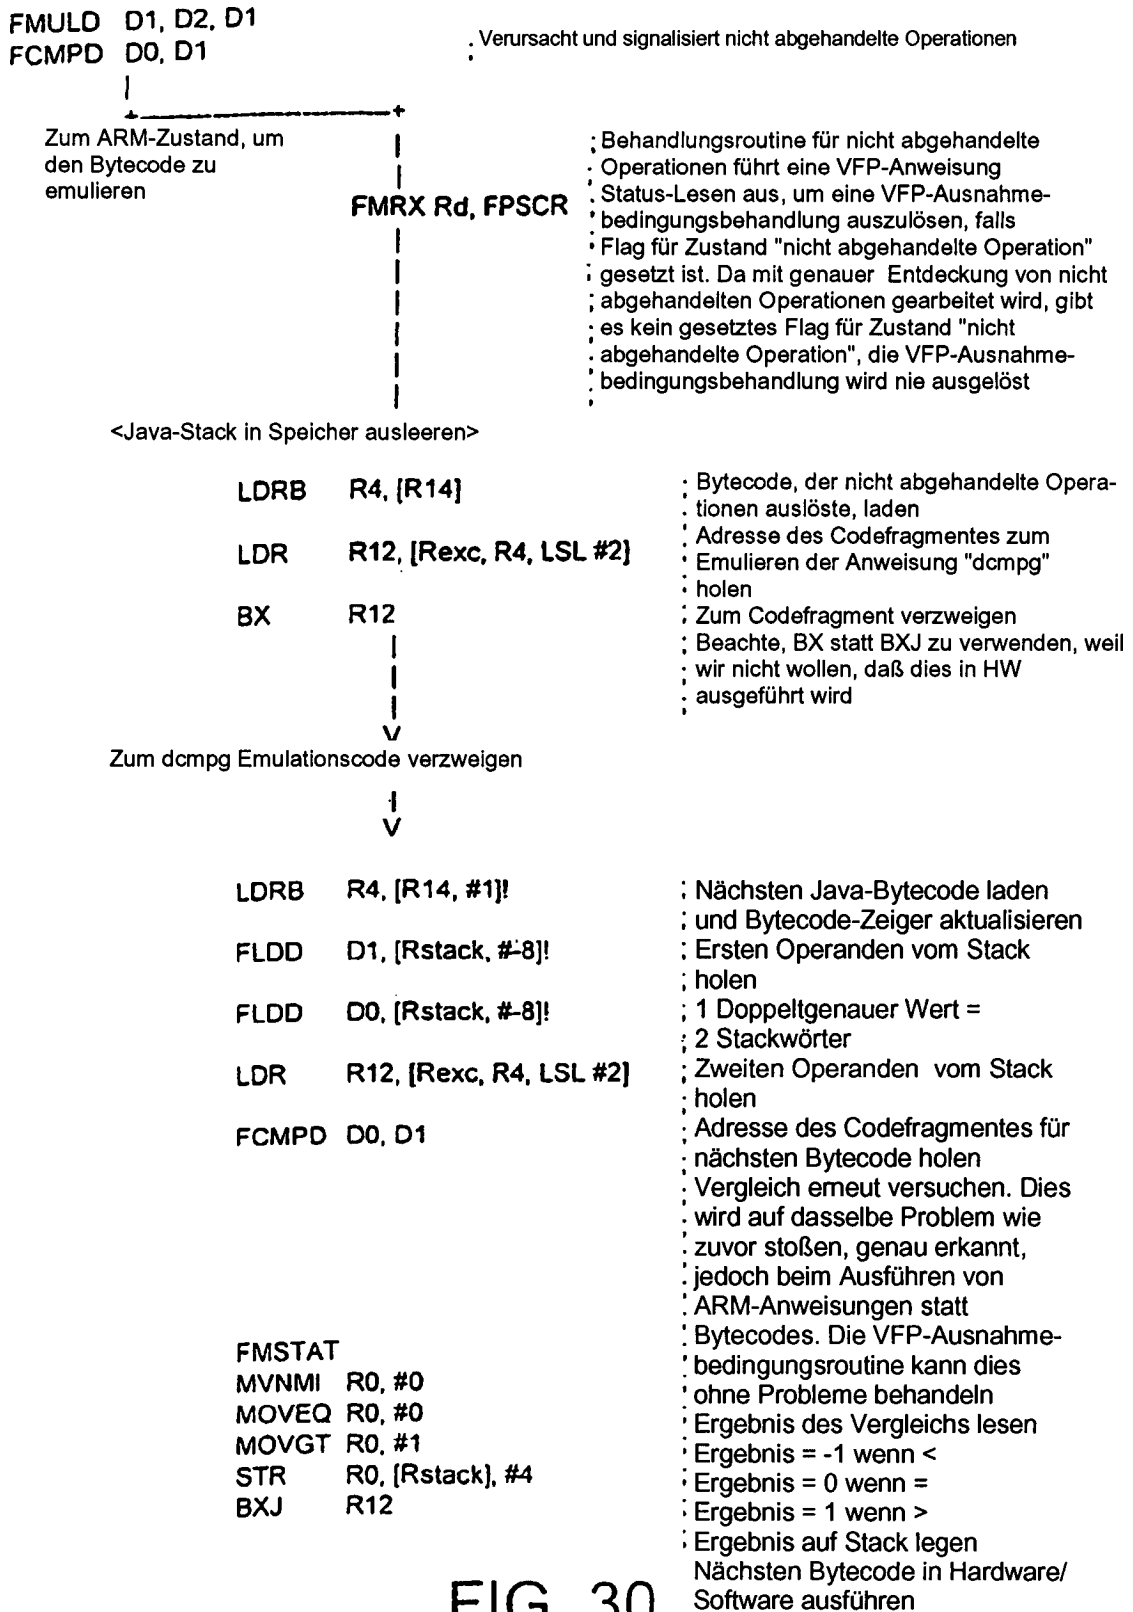 FMULD D1, D2, D1
FCMPD D0, D1
; Verursacht und signalisiert nicht abgehandelte Operationen
Zum ARM-Zustand, um
den Bytecode zu
emulieren
FMRX Rd, FPSCR
; Behandlungsroutine für nicht abgehandelte
; Operationen führt eine VFP-Anweisung
; Status-Lesen aus, um eine VFP-Ausnahme-
; bedingungsbehandlung auszulösen, falls
; Flag für Zustand "nicht abgehandelte Operation"
; gesetzt ist. Da mit genauer Entdeckung von nicht
; abgehandelten Operationen gearbeitet wird, gibt
; es kein gesetztes Flag für Zustand "nicht
; abgehandelte Operation", die VFP-Ausnahme-
; bedingungsbehandlung wird nie ausgelöst
<Java-Stack in Speicher ausleeren>
LDRB R4, [R14]
LDR R12, [Rexc, R4, LSL #2]
BX R12
; Bytecode, der nicht abgehandelte Opera-
; tionen auslöste, laden
; Adresse des Codefragmentes zum
; Emulieren der Anweisung "dcmpg"
; holen
; Zum Codefragment verzweigen
; Beachte, BX statt BXJ zu verwenden, weil
; wir nicht wollen, daß dies in HW
; ausgeführt wird
Zum dcmpg Emulationscode verzweigen
LDRB R4, [R14, #1]!
FLDD D1, [Rstack, #-8]!
FLDD D0, [Rstack, #-8]!
LDR R12, [Rexc, R4, LSL #2]
FCMPD D0, D1
FMSTAT
MVNMI R0, #0
MOVEQ R0, #0
MOVGT R0, #1
STR R0, [Rstack], #4
BXJ R12
; Nächsten Java-Bytecode laden
; und Bytecode-Zeiger aktualisieren
; Ersten Operanden vom Stack
; holen
; 1 Doppeltgenauer Wert =
; 2 Stackwörter
; Zweiten Operanden vom Stack
; holen
; Adresse des Codefragmentes für
; nächsten Bytecode holen
; Vergleich erneut versuchen. Dies
; wird auf dasselbe Problem wie
; zuvor stoßen, genau erkannt,
; jedoch beim Ausführen von
; ARM-Anweisungen statt
; Bytecodes. Die VFP-Ausnahme-
; bedingungsroutine kann dies
; ohne Probleme behandeln
; Ergebnis des Vergleichs lesen
; Ergebnis = -1 wenn <
; Ergebnis = 0 wenn =
; Ergebnis = 1 wenn >
; Ergebnis auf Stack legen
Nächsten Bytecode in Hardware/
Software ausführen
FIG. 30